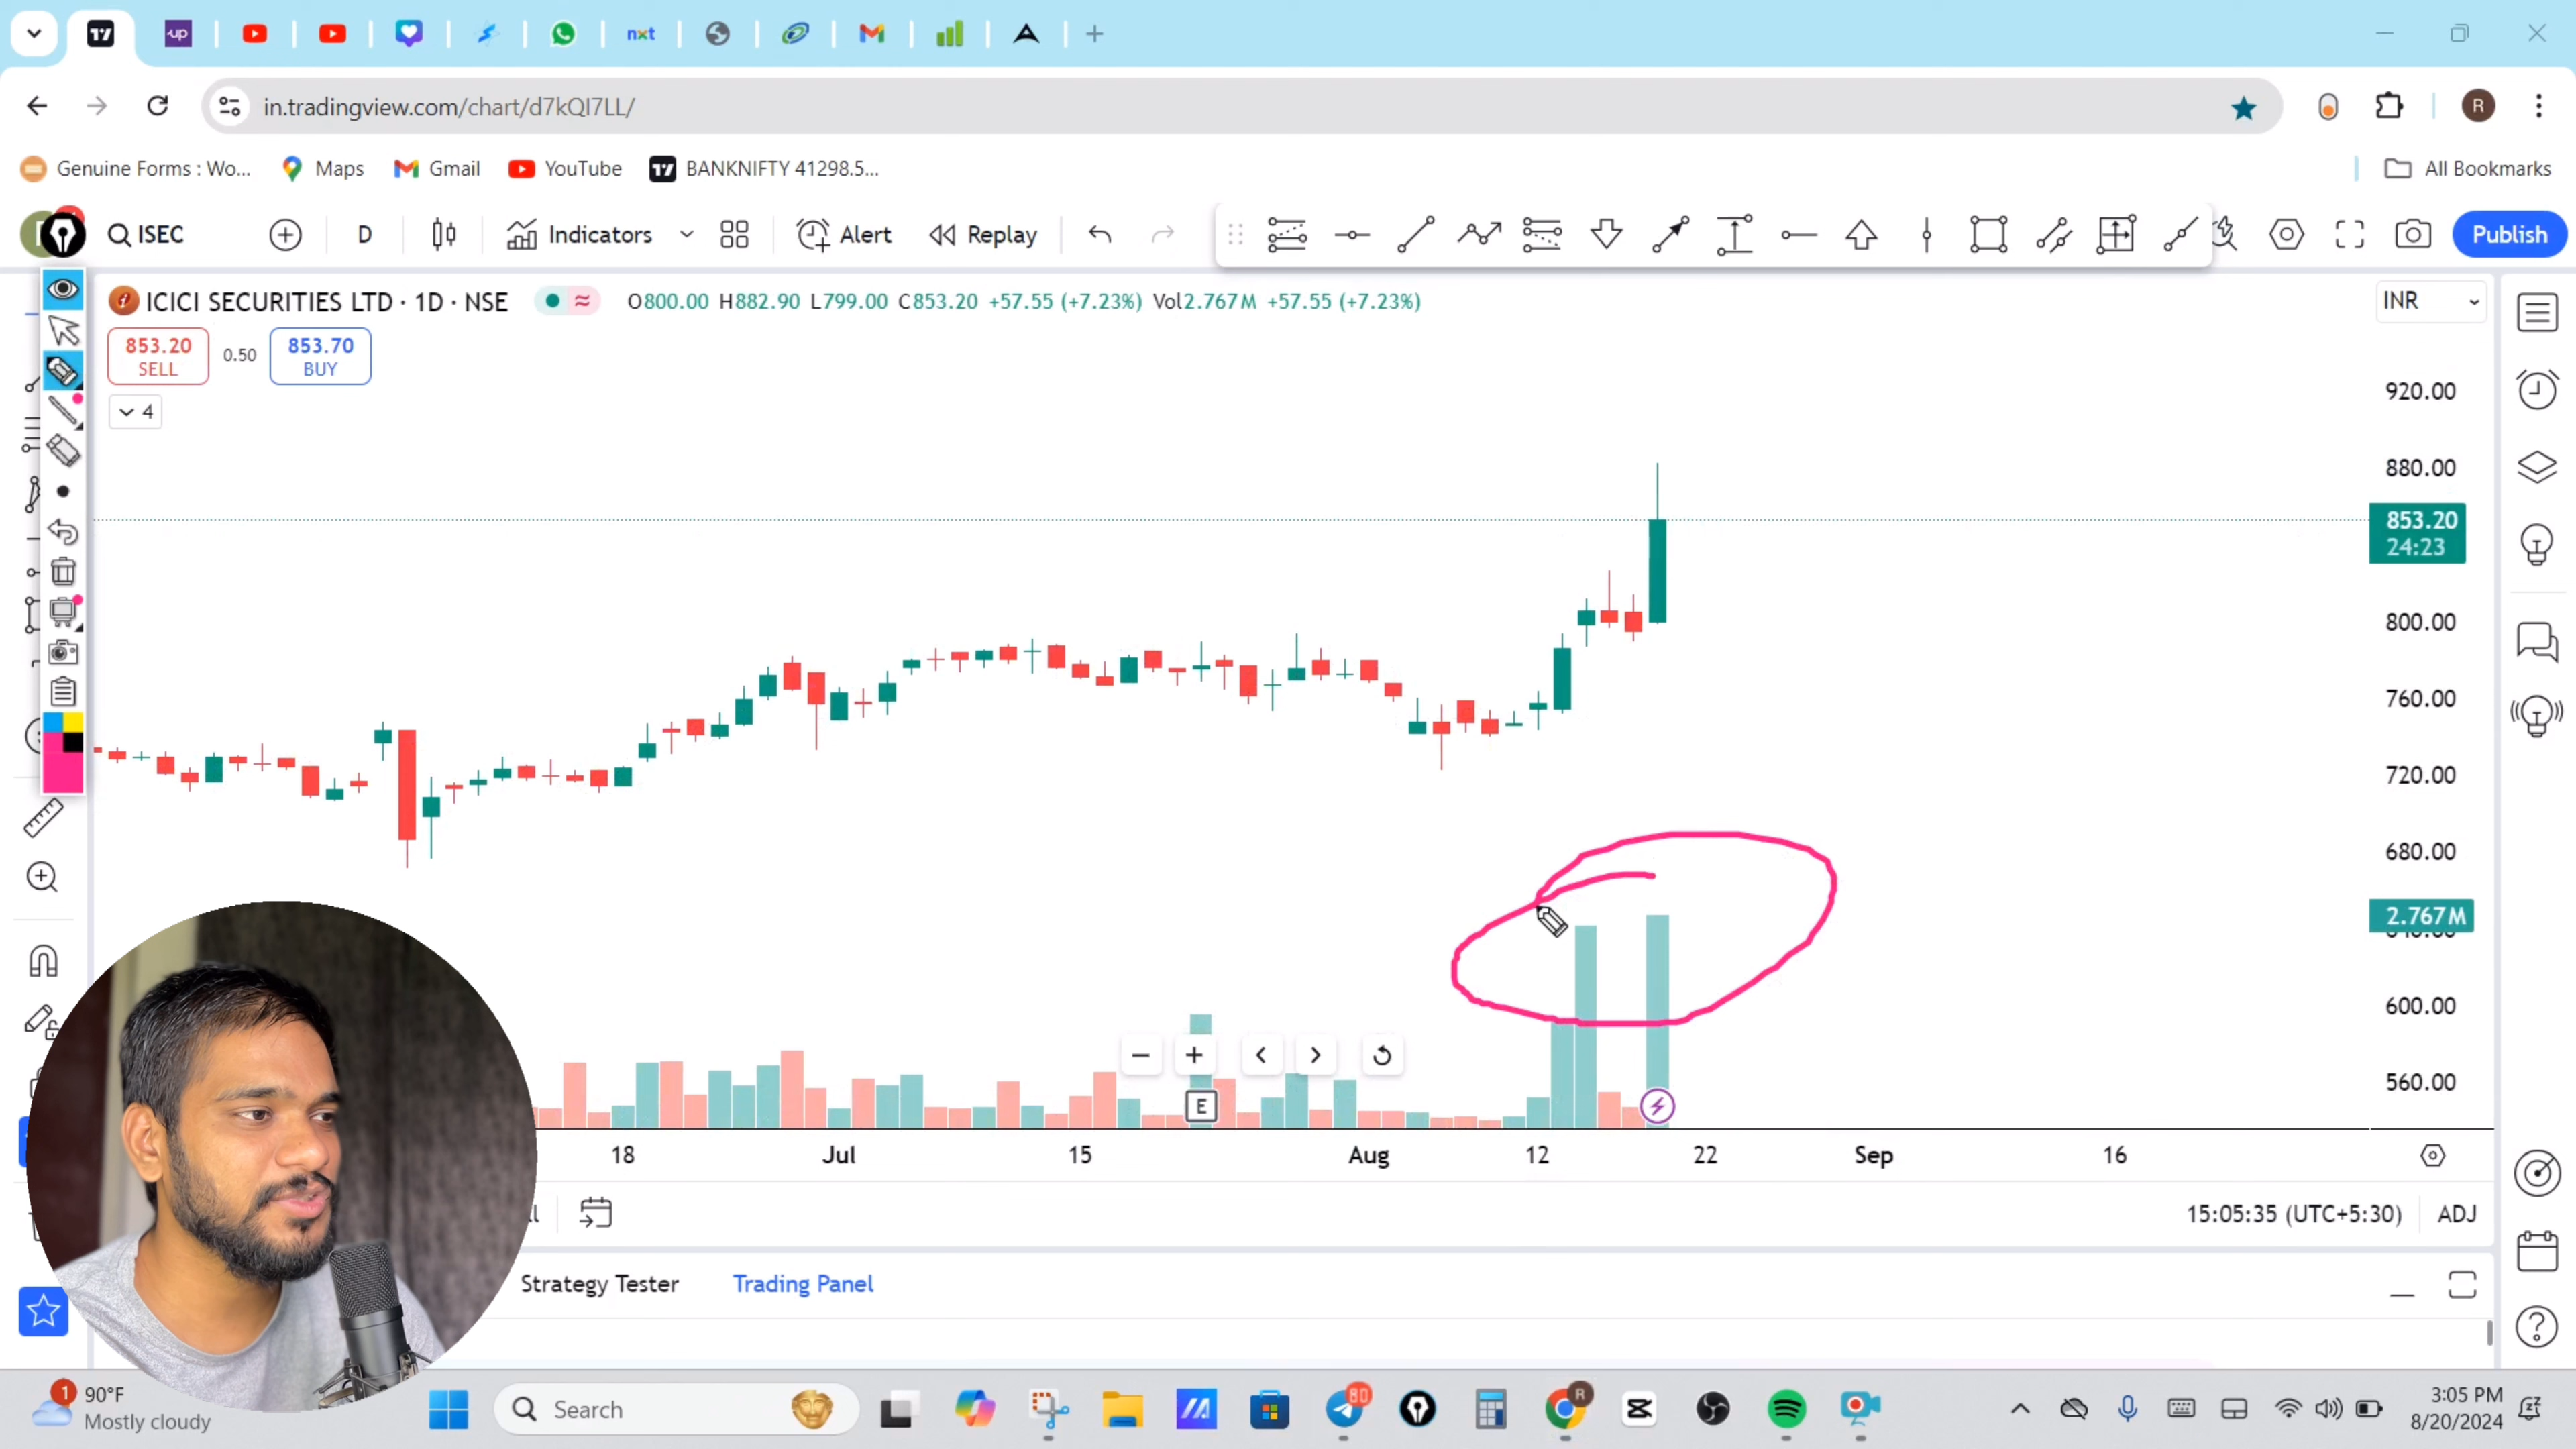 up
nxt
in.tradingview.com/chart/d7kQI7LL/
R
Genuine Forms : Wo...
Maps
Gmail
YouTube
BANKNIFTY 41298.5...
All Bookmarks
ISEC
D
Indicators
Alert
Replay
Publish
ICICI SECURITIES LTD · 1D · NSE
O800.00 H882.90 L799.00 C853.20 +57.55 (+7.23%) Vol2.767M +57.55 (+7.23%)
INR
853.20
SELL
0.50
853.70
BUY
4
920.00
880.00
853.20
24:23
800.00
760.00
720.00
680.00
2.767M
600.00
560.00
E
18
Jul
15
Aug
12
22
Sep
16
15:05:35 (UTC+5:30)
ADJ
Strategy Tester
Trading Panel
1
90°F
Mostly cloudy
Search
80
R
3:05 PM
8/20/2024